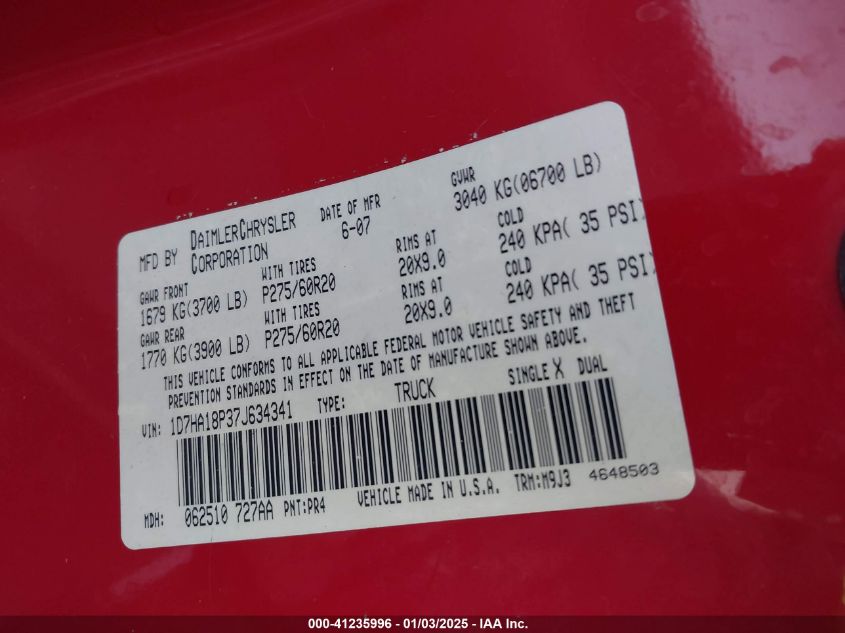 MFD BY DAIMLERCHRYSLER CORPORATION
DATE OF MFR 6-07
GVWR 3040 KG(06700 LB)
GAWR FRONT WITH TIRES RIMS AT COLD
1679 KG(3700 LB) P275/60R20 20X9.0 240 KPA( 35 PSI)
GAWR REAR WITH TIRES RIMS AT COLD
1770 KG(3900 LB) P275/60R20 20X9.0 240 KPA( 35 PSI)
THIS VEHICLE CONFORMS TO ALL APPLICABLE FEDERAL MOTOR VEHICLE SAFETY AND THEFT
PREVENTION STANDARDS IN EFFECT ON THE DATE OF MANUFACTURE SHOWN ABOVE.
VIN: 1D7HA18P37J634341 TYPE: TRUCK SINGLE X DUAL
MDH: 062510 727AA PNT:PR4 VEHICLE MADE IN U.S.A. TRM:M9J3 4648503
000-41235996 - 01/03/2025 - IAA Inc.